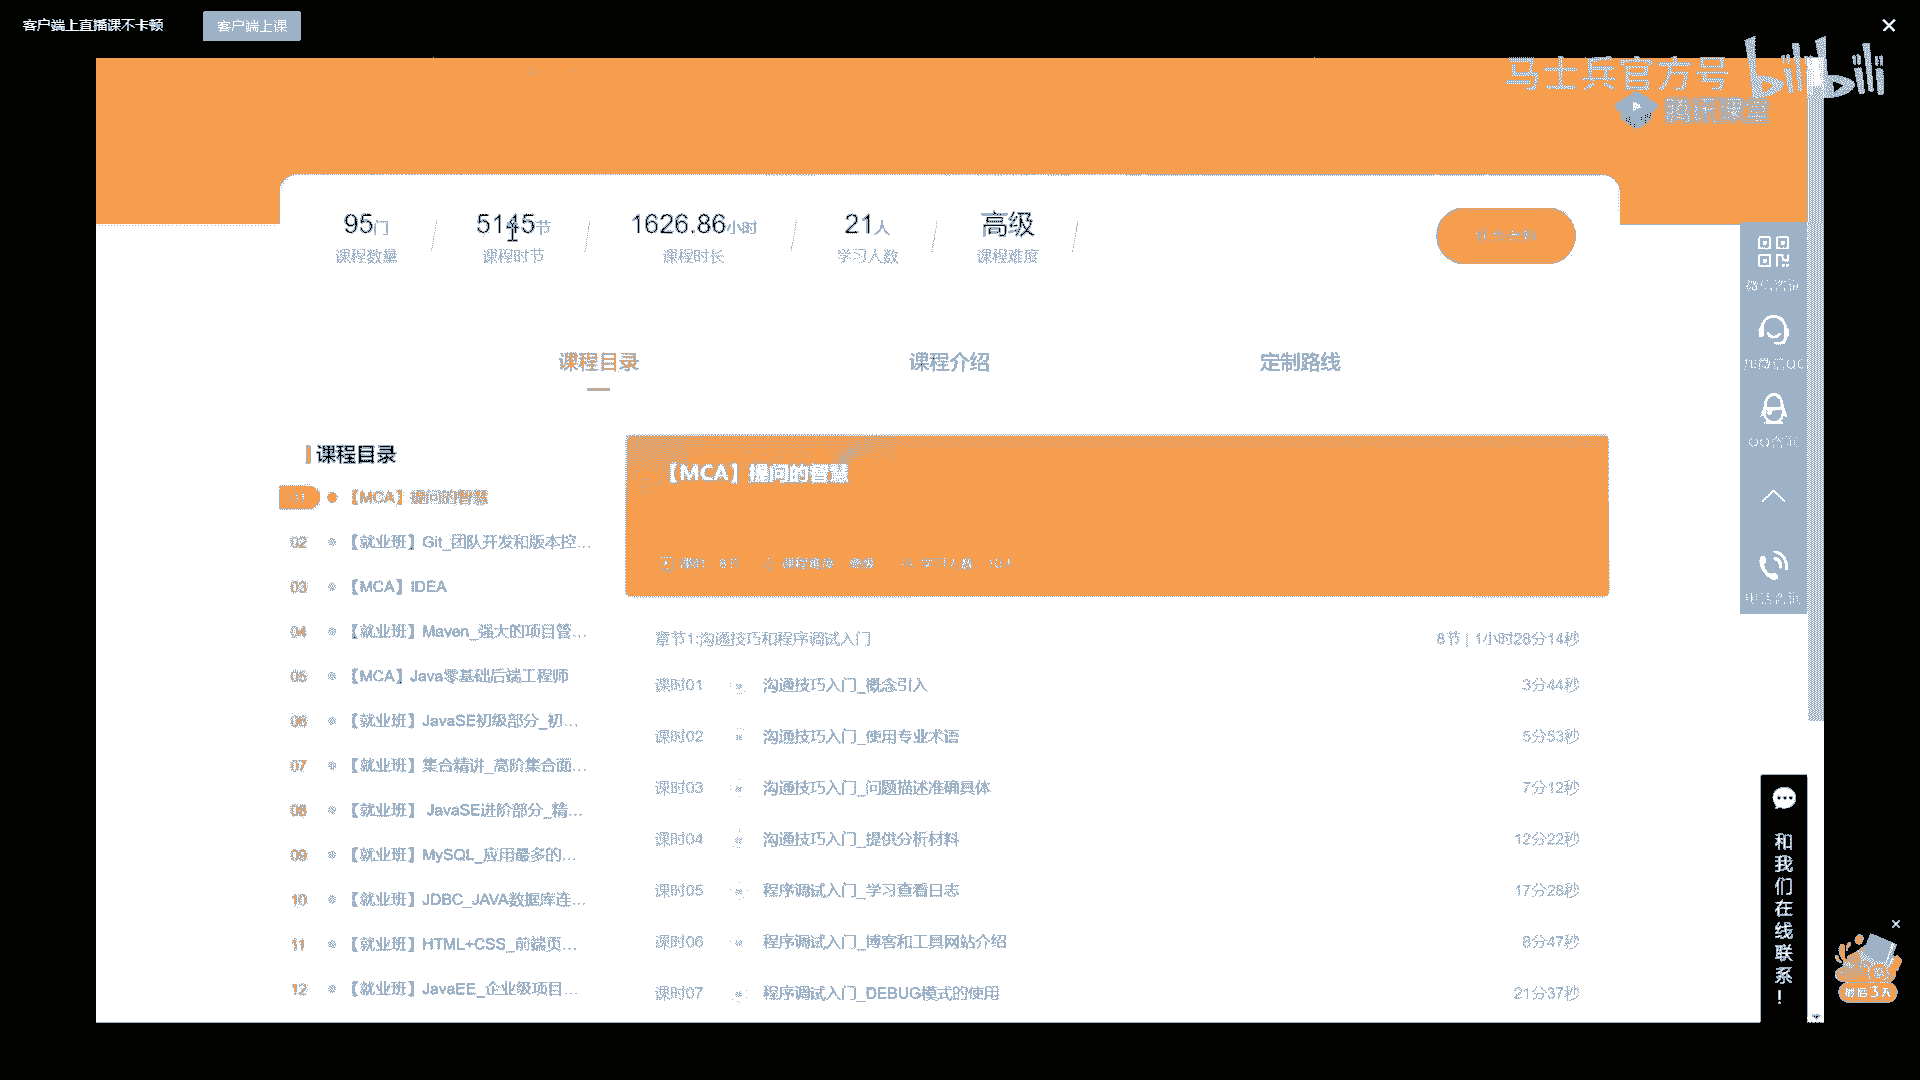 客户端上直播课不卡顿
客户端上课
马士兵官方号 bilibili
腾讯课堂
95门
课程数量
5145节
课程时节
1626.86小时
课程时长
21人
学习人数
高级
课程难度
课程目录
课程介绍
定制路线
课程目录
01 【MCA】提问的智慧
02 【就业班】Git_团队开发和版本控...
03 【MCA】IDEA
04 【就业班】Maven_强大的项目管...
05 【MCA】Java零基础后端工程师
06 【就业班】JavaSE初级部分_初...
07 【就业班】集合精讲_高阶集合面...
08 【就业班】 JavaSE进阶部分_精...
09 【就业班】MySQL_应用最多的...
10 【就业班】JDBC_JAVA数据库连...
11 【就业班】HTML+CSS_前端页...
12 【就业班】JavaEE_企业级项目...
【MCA】提问的智慧
课程难度
学习人数
章节1:沟通技巧和程序调试入门 8节 | 1小时28分14秒
课时01 沟通技巧入门_概念引入 3分44秒
课时02 沟通技巧入门_使用专业术语 5分53秒
课时03 沟通技巧入门_问题描述准确具体 7分12秒
课时04 沟通技巧入门_提供分析材料 12分22秒
课时05 程序调试入门_学习查看日志 17分28秒
课时06 程序调试入门_博客和工具网站介绍 8分47秒
课时07 程序调试入门_DEBUG模式的使用 21分37秒
QQ咨询
和我们在线联系!
最后3天